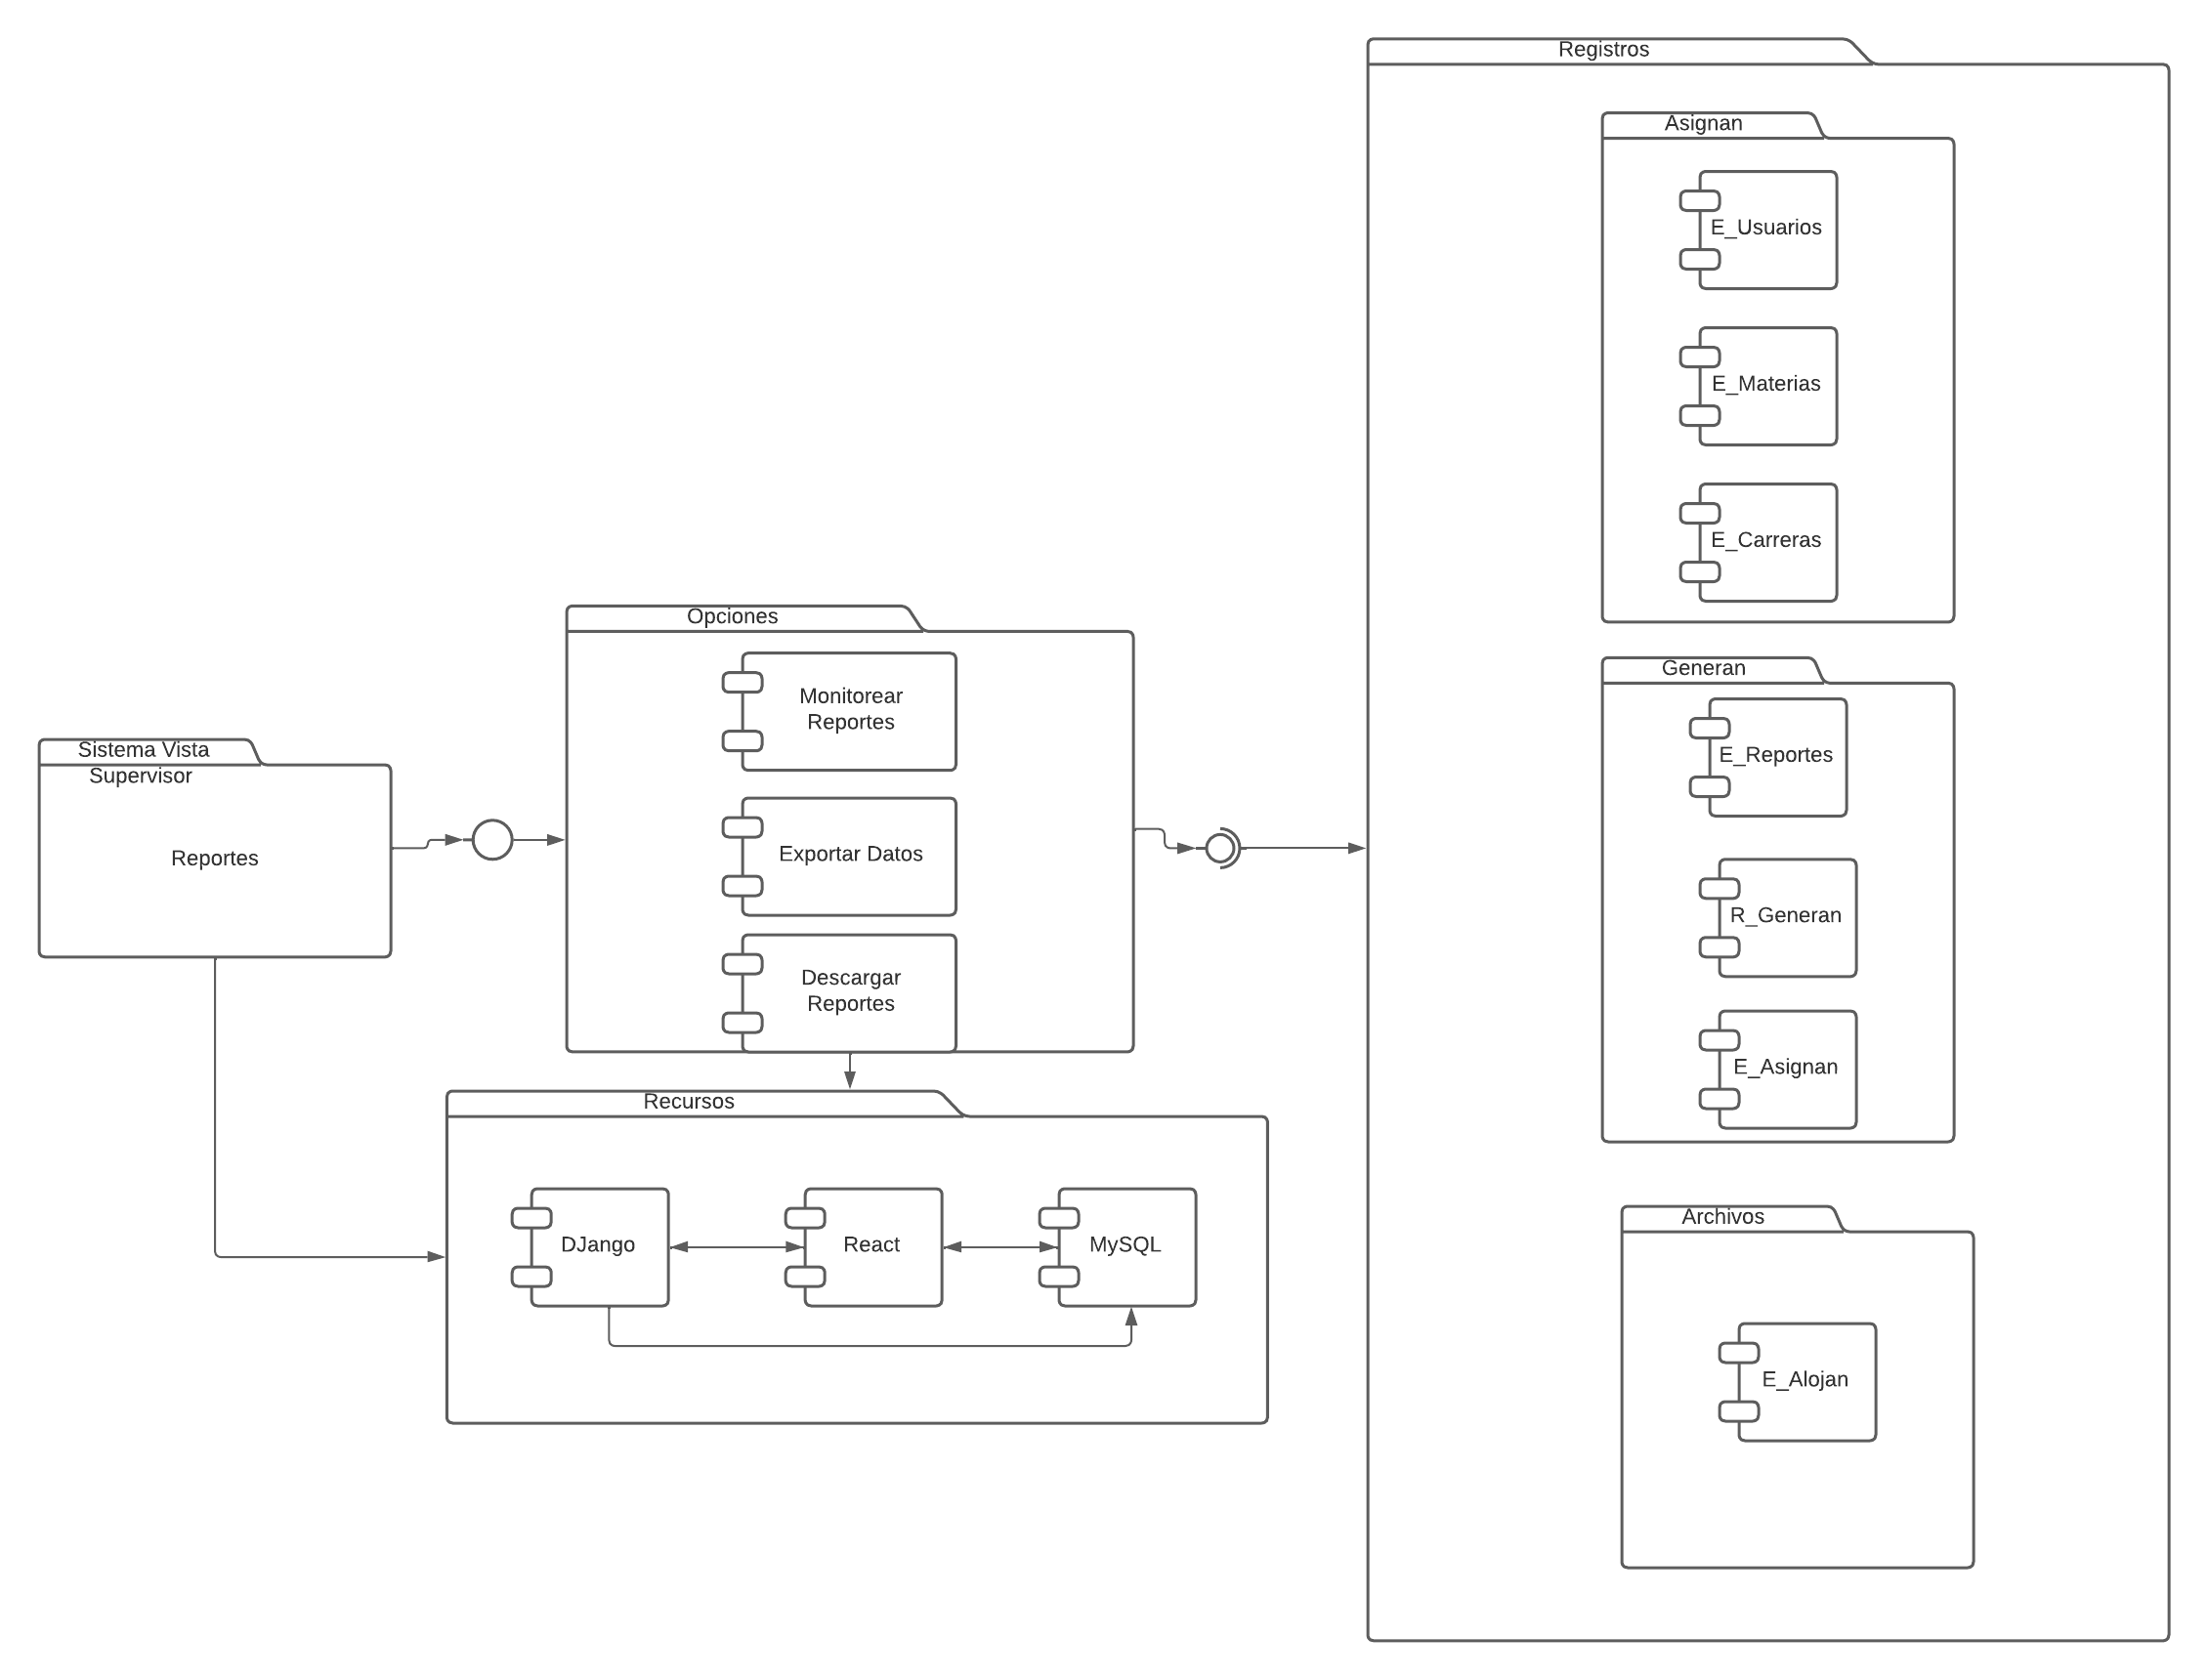 Registros
Asignan
E_Usuarios
E_Materias
E_Carreras
Opciones
Monitorear
Reportes
Exportar Datos
Descargar
Reportes
Generan
E_Reportes
R_Generan
E_Asignan
Sistema Vista
Supervisor
Reportes
Recursos
DJango
React
MySQL
Archivos
E_Alojan